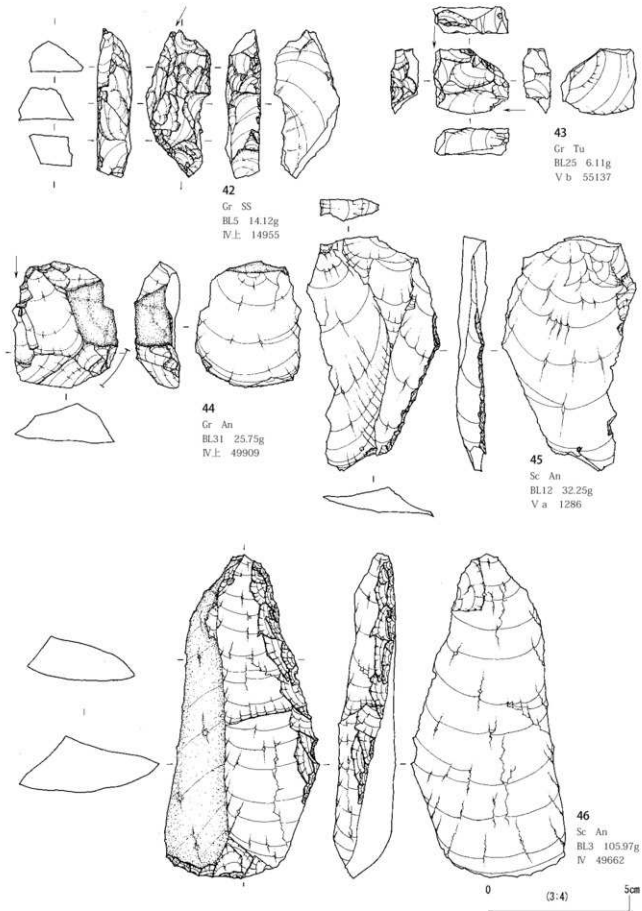 42
Gr SS
BL5 14.12g
Ⅳ上 14955
43
Gr Tu
BL25 6.11g
Ⅴb 55137
44
Gr An
BL31 25.75g
Ⅳ上 49909
45
Sc An
BL12 32.25g
Ⅴa 1286
46
Sc An
BL3 105.97g
Ⅳ 49662
0 (3:4) 5cm